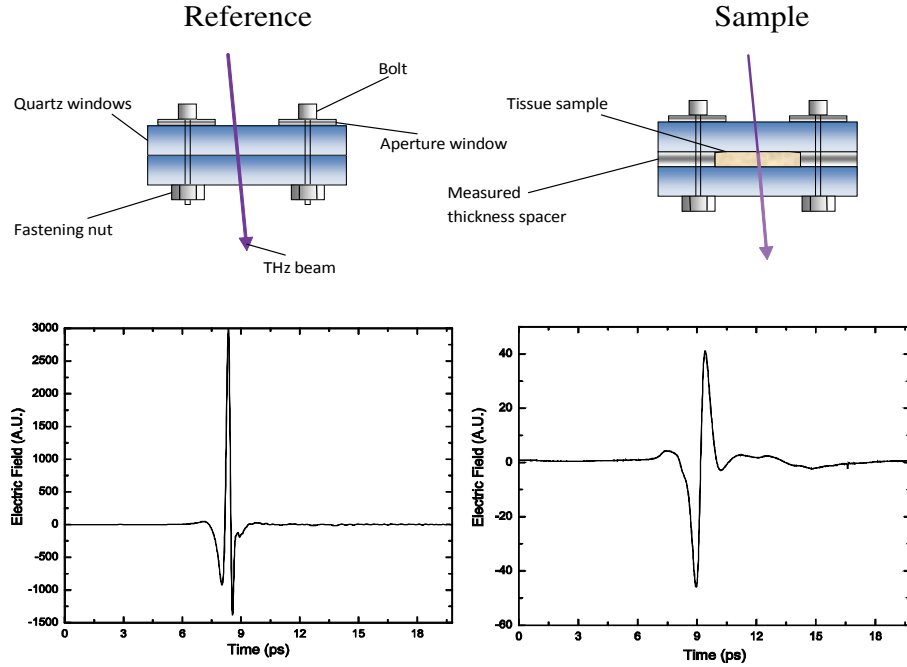 Reference
Sample
Bolt
Quartz windows
Aperture window
Fastening nut
THz beam
Tissue sample
Measured
thickness spacer
3000
2500
2000
1500
1000
500
0
-500
-1000
-1500
0 3 6 9 12 15 18
Electric Field (A.U.)
Time (ps)
40
20
0
-20
-40
-60
0 3 6 9 12 15 18
Electric Field (A.U.)
Time (ps)